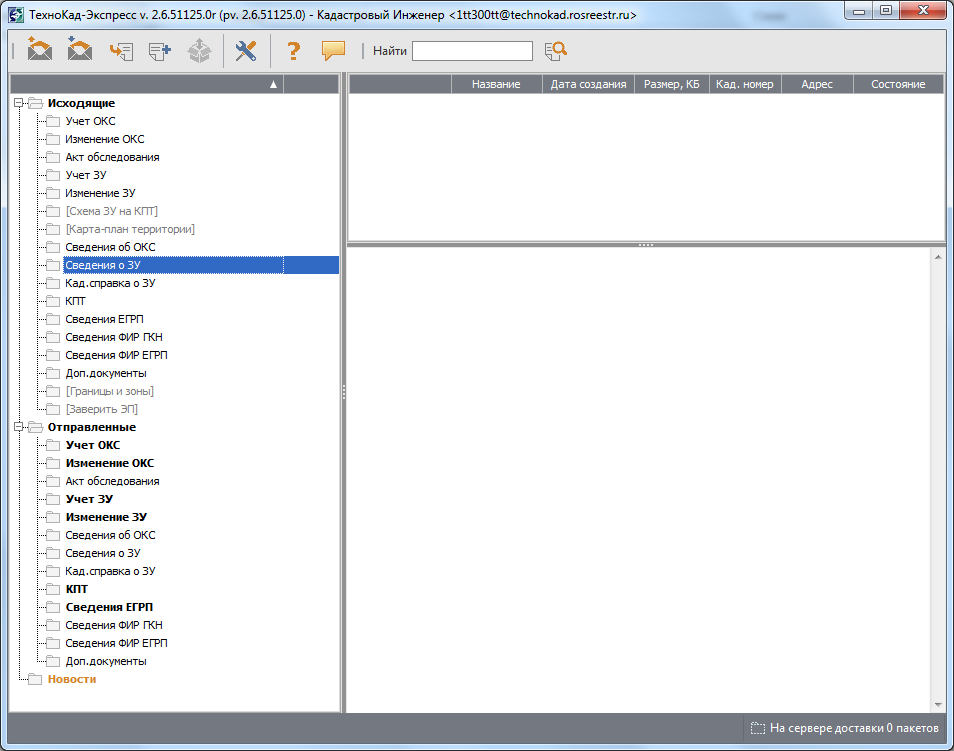 ТехноКад-Экспресс v. 2.6.51125.0r (pv. 2.6.51125.0) - Кадастровый Инженер <1tt300tt@technokad.rosreestr.ru>
Найти
Название Дата создания Размер, КБ Кад. номер Адрес Состояние
Исходящие
Учет ОКС
Изменение ОКС
Акт обследования
Учет ЗУ
Изменение ЗУ
[Схема ЗУ на КПТ]
[Карта-план территории]
Сведения об ОКС
Сведения о ЗУ
Кад.справка о ЗУ
КПТ
Сведения ЕГРП
Сведения ФИР ГКН
Сведения ФИР ЕГРП
Доп.документы
[Границы и зоны]
[Заверить ЭП]
Отправленные
Учет ОКС
Изменение ОКС
Акт обследования
Учет ЗУ
Изменение ЗУ
Сведения об ОКС
Сведения о ЗУ
Кад.справка о ЗУ
КПТ
Сведения ЕГРП
Сведения ФИР ГКН
Сведения ФИР ЕГРП
Доп.документы
Новости
На сервере доставки 0 пакетов